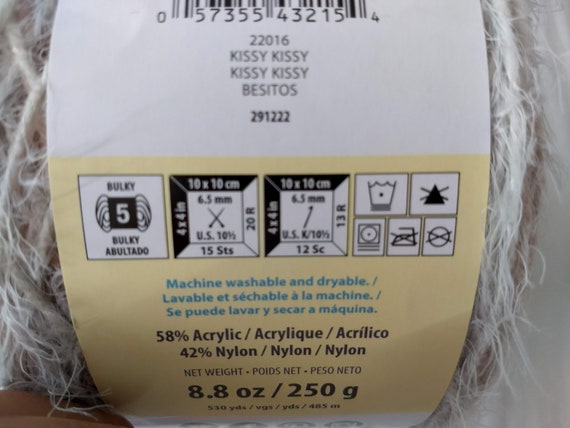 0 57355 43215 4
22016
KISSY KISSY
KISSY KISSY
BESITOS
291222
BULKY
5
BULKY
ABULTADO
10 x 10 cm
4 x 4 in
6.5 mm
U.S. 10½
20 R
15 Sts
10 x 10 cm
4 x 4 in
6.5 mm
U.S. K/10½
13 R
12 Sc
Machine washable and dryable. /
Lavable et séchable à la machine. /
Se puede lavar y secar a máquina.
58% Acrylic / Acrylique / Acrílico
42% Nylon / Nylon / Nylon
NET WEIGHT • POIDS NET • PESO NETO
8.8 oz / 250 g
530 yds / vgs / yds / 485 m